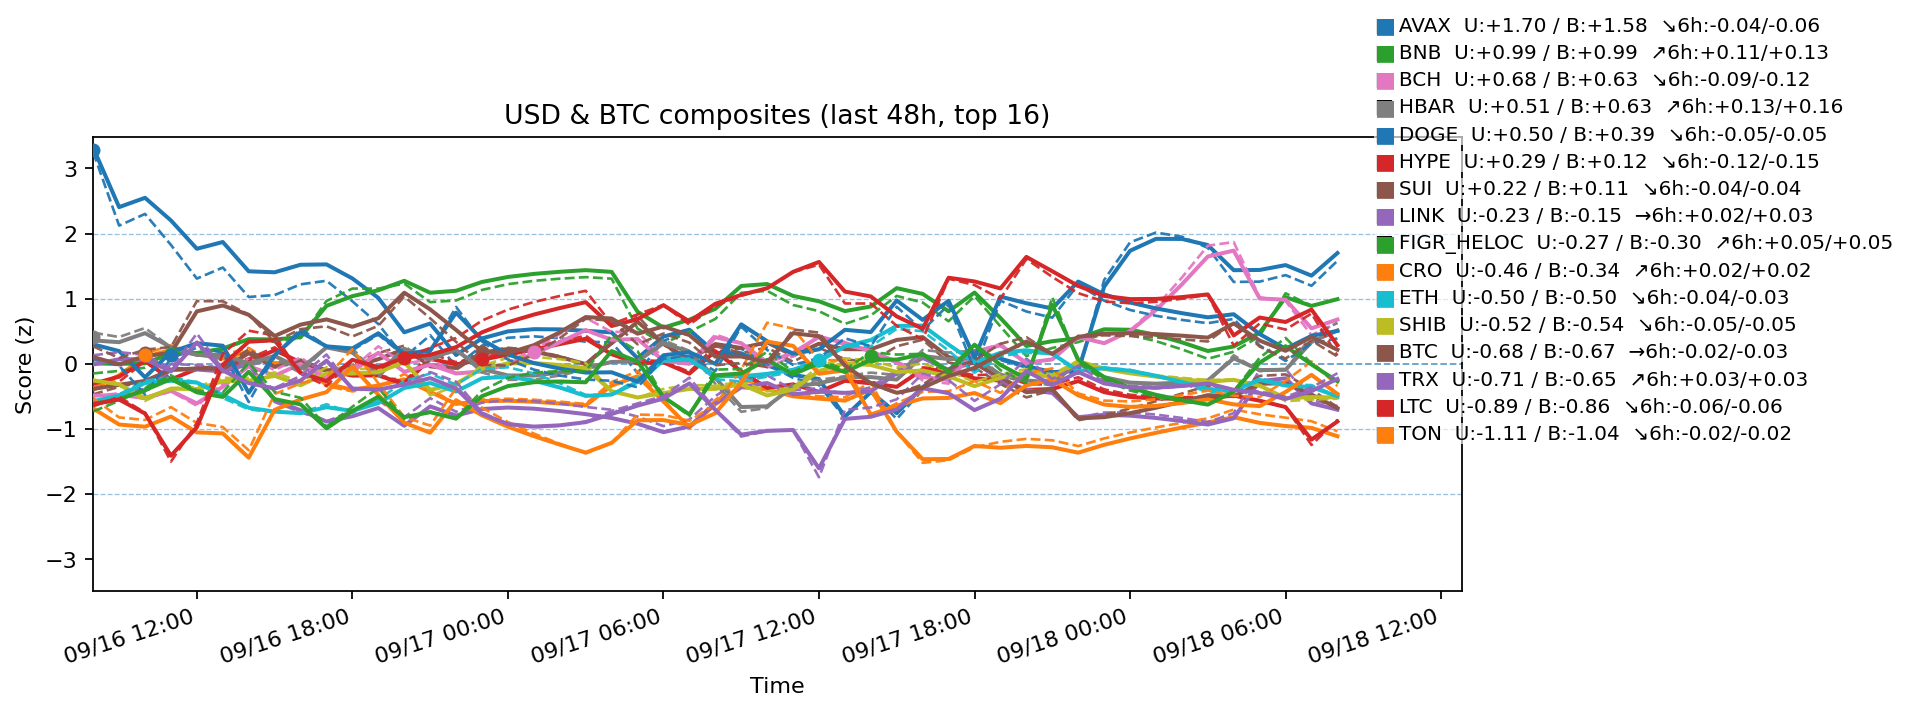 AVAX  U:+1.70 / B:+1.58  ↘6h:-0.04/-0.06
BNB  U:+0.99 / B:+0.99  ↗6h:+0.11/+0.13
BCH  U:+0.68 / B:+0.63  ↘6h:-0.09/-0.12
HBAR  U:+0.51 / B:+0.63  ↗6h:+0.13/+0.16
DOGE  U:+0.50 / B:+0.39  ↘6h:-0.05/-0.05
HYPE  U:+0.29 / B:+0.12  ↘6h:-0.12/-0.15
SUI  U:+0.22 / B:+0.11  ↘6h:-0.04/-0.04
LINK  U:-0.23 / B:-0.15  →6h:+0.02/+0.03
FIGR_HELOC  U:-0.27 / B:-0.30  ↗6h:+0.05/+0.05
CRO  U:-0.46 / B:-0.34  ↗6h:+0.02/+0.02
ETH  U:-0.50 / B:-0.50  ↘6h:-0.04/-0.03
SHIB  U:-0.52 / B:-0.54  ↘6h:-0.05/-0.05
BTC  U:-0.68 / B:-0.67  →6h:-0.02/-0.03
TRX  U:-0.71 / B:-0.65  ↗6h:+0.03/+0.03
LTC  U:-0.89 / B:-0.86  ↘6h:-0.06/-0.06
TON  U:-1.11 / B:-1.04  ↘6h:-0.02/-0.02
USD & BTC composites (last 48h, top 16)
Score (z)
3
2
1
0
−1
−2
−3
09/16 12:00
09/16 18:00
09/17 00:00
09/17 06:00
09/17 12:00
09/17 18:00
09/18 00:00
09/18 06:00
09/18 12:00
Time